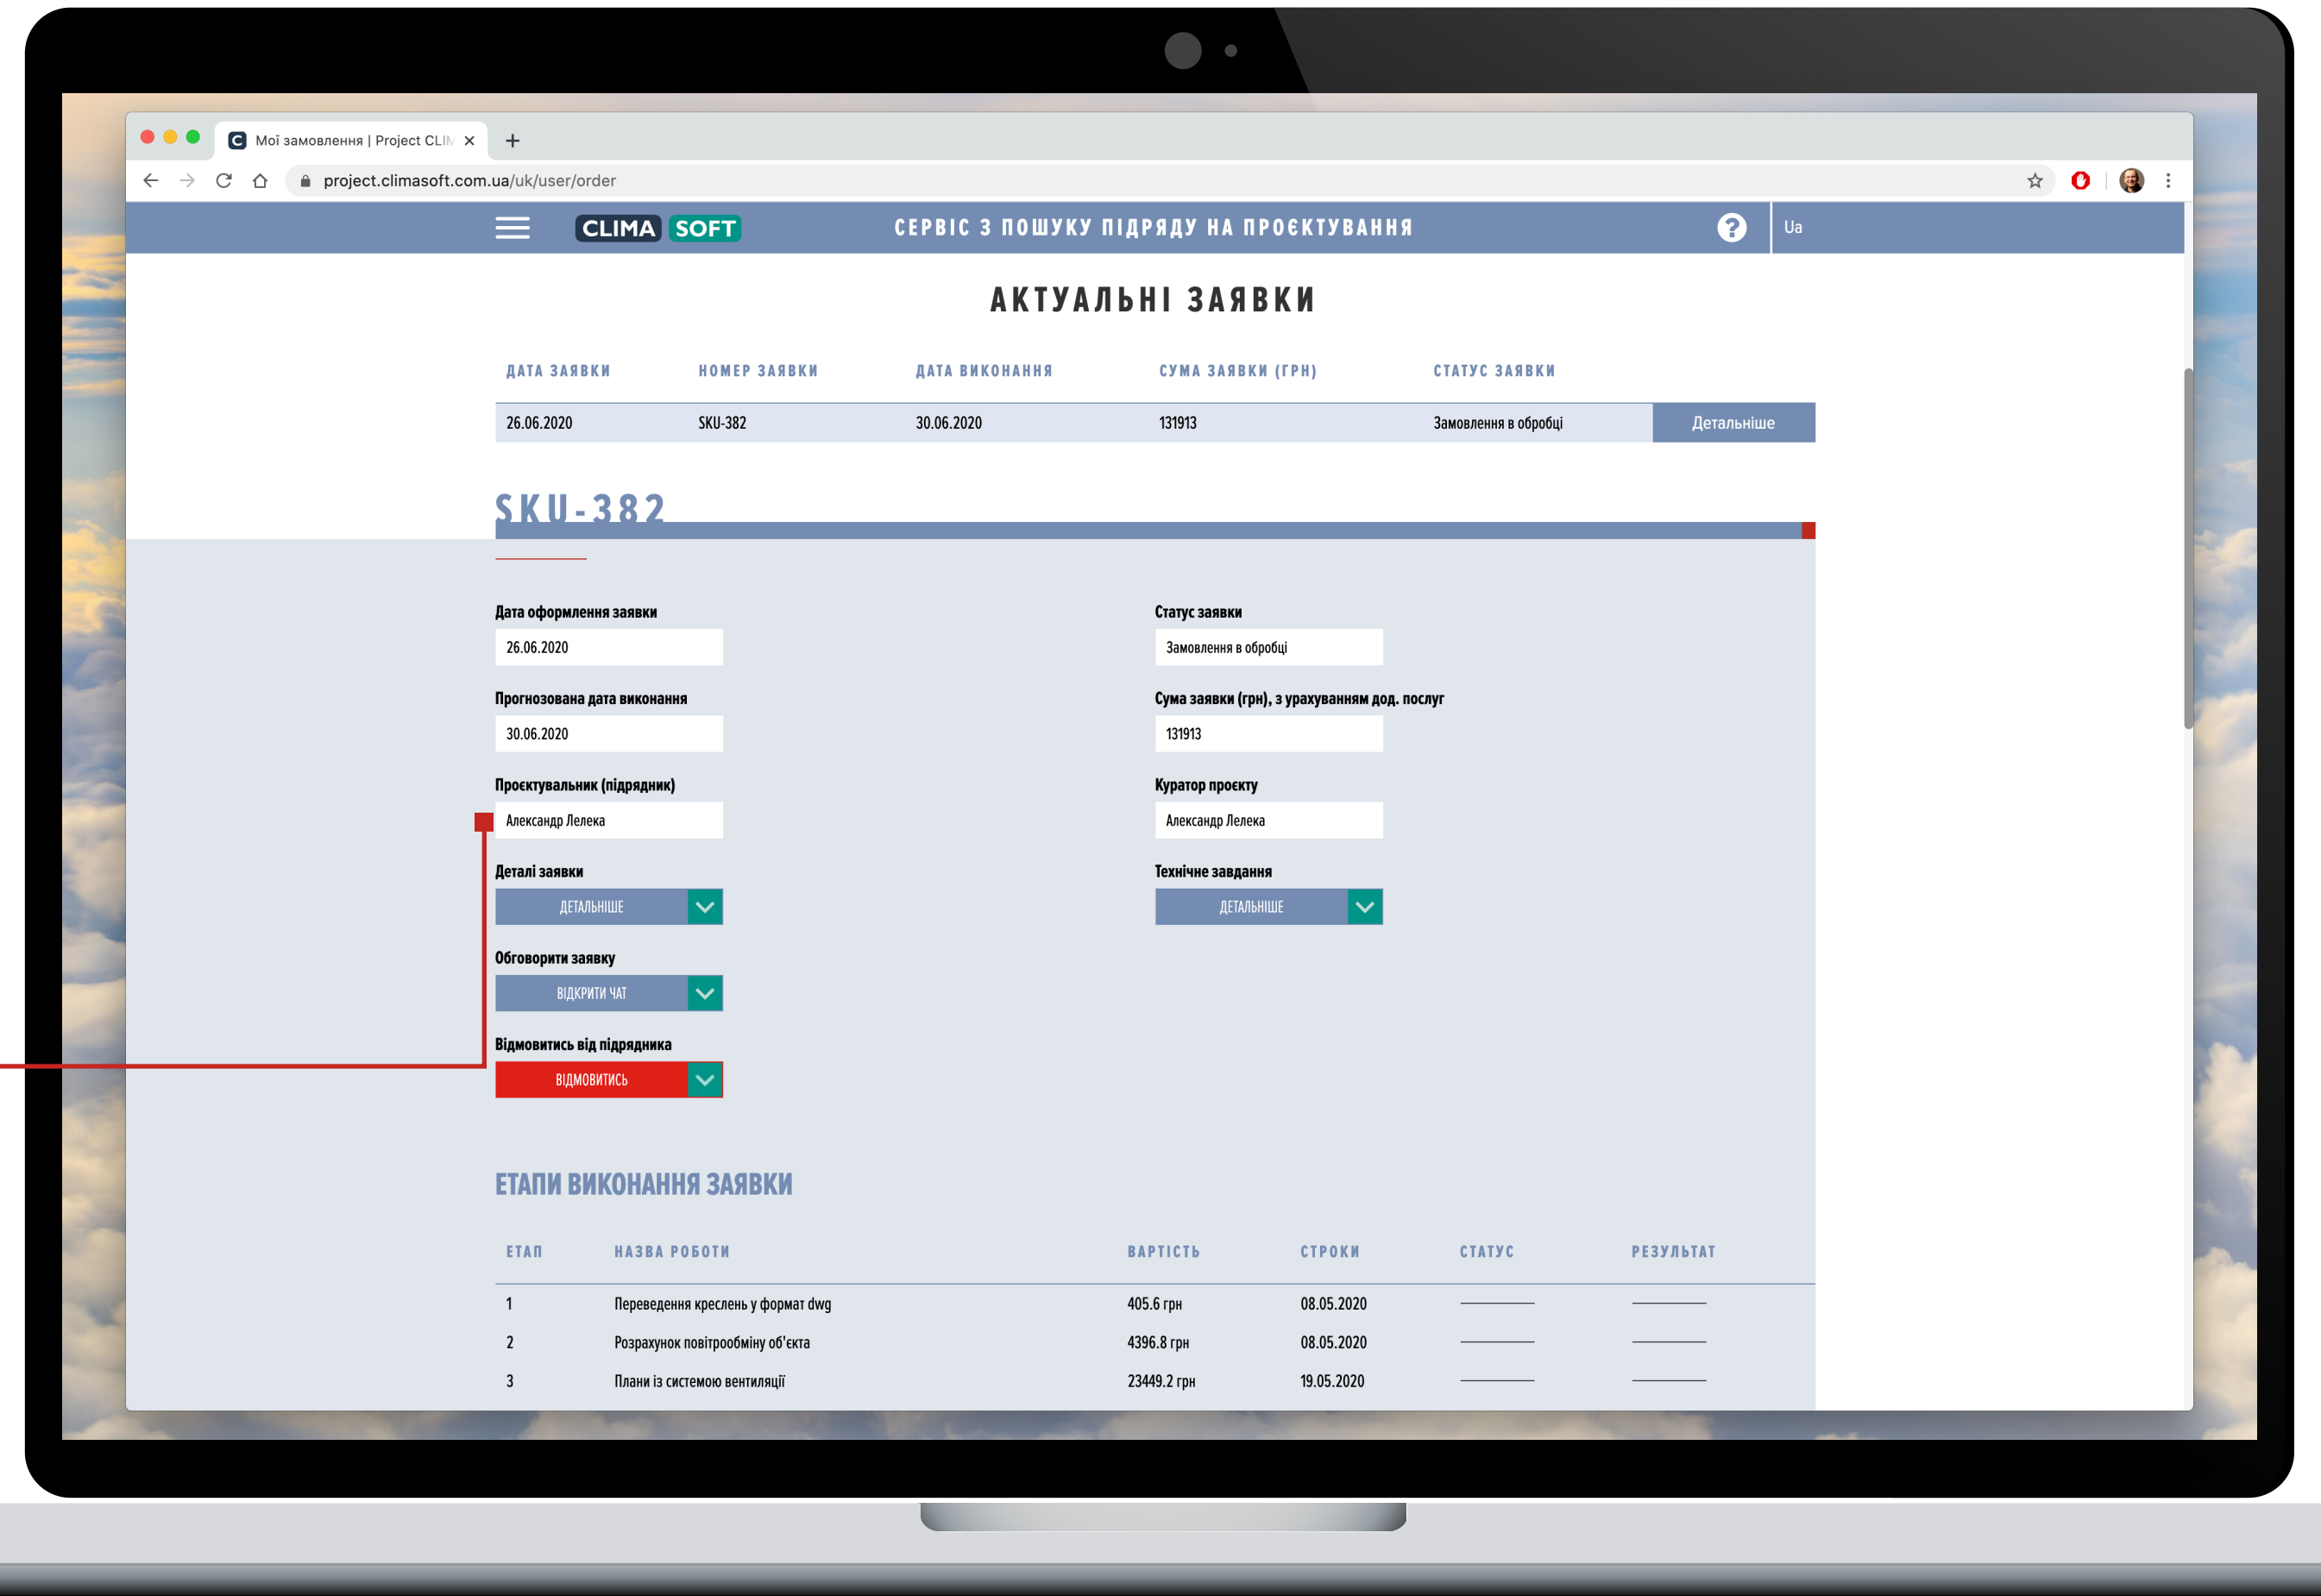 Мої замовлення | Project CLIM
project.climasoft.com.ua/uk/user/order
CLIMA SOFT
СЕРВІС З ПОШУКУ ПІДРЯДУ НА ПРОЄКТУВАННЯ
? Ua
АКТУАЛЬНІ ЗАЯВКИ
ДАТА ЗАЯВКИ НОМЕР ЗАЯВКИ ДАТА ВИКОНАННЯ СУМА ЗАЯВКИ (ГРН) СТАТУС ЗАЯВКИ
26.06.2020 SKU-382 30.06.2020 131913 Замовлення в обробці Детальніше
SKU-382
Дата оформлення заявки
26.06.2020
Прогнозована дата виконання
30.06.2020
Проєктувальник (підрядник)
Александр Лелека
Деталі заявки
ДЕТАЛЬНІШЕ
Обговорити заявку
ВІДКРИТИ ЧАТ
Відмовитись від підрядника
ВІДМОВИТИСЬ
Статус заявки
Замовлення в обробці
Сума заявки (грн), з урахуванням дод. послуг
131913
Куратор проєкту
Александр Лелека
Технічне завдання
ДЕТАЛЬНІШЕ
ЕТАПИ ВИКОНАННЯ ЗАЯВКИ
ЕТАП НАЗВА РОБОТИ ВАРТІСТЬ СТРОКИ СТАТУС РЕЗУЛЬТАТ
1 Переведення креслень у формат dwg 405.6 грн 08.05.2020
2 Розрахунок повітрообміну об'єкта 4396.8 грн 08.05.2020
3 Плани із системою вентиляції 23449.2 грн 19.05.2020